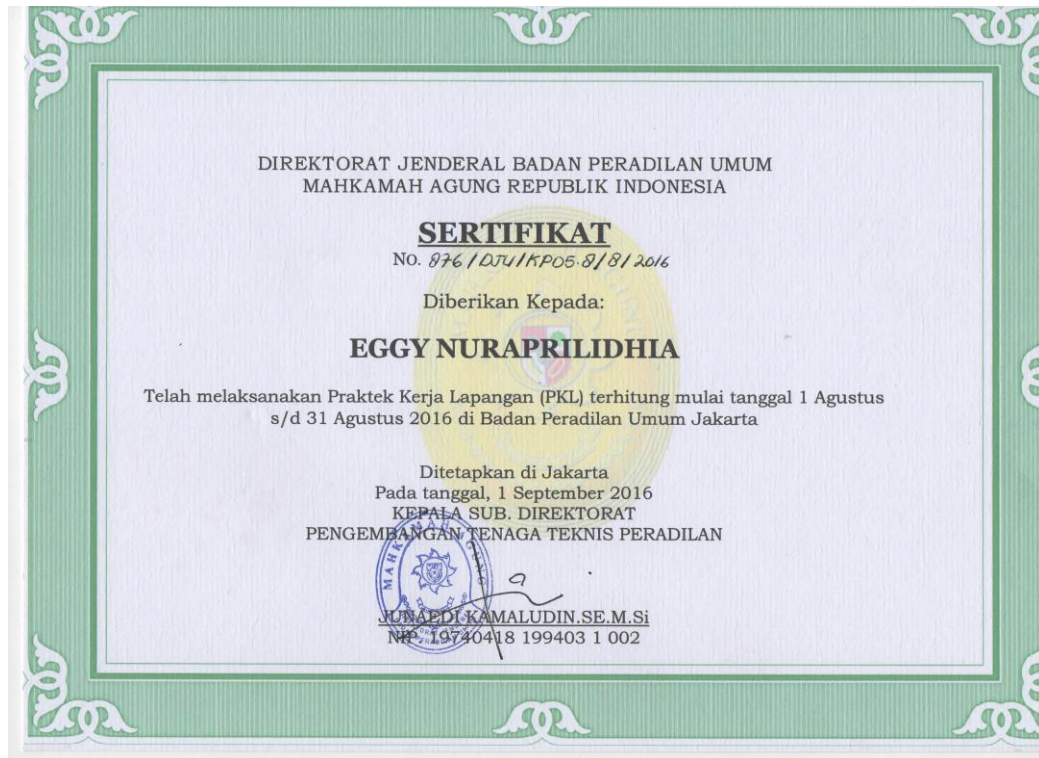 DIREKTORAT JENDERAL BADAN PERADILAN UMUM
MAHKAMAH AGUNG REPUBLIK INDONESIA
SERTIFIKAT
No. 876/DJU/KP05.8/8/2016
Diberikan Kepada:
EGGY NURAPRILIDHIA
Telah melaksanakan Praktek Kerja Lapangan (PKL) terhitung mulai tanggal 1 Agustus
s/d 31 Agustus 2016 di Badan Peradilan Umum Jakarta
Ditetapkan di Jakarta
Pada tanggal, 1 September 2016
KEPALA SUB. DIREKTORAT
PENGEMBANGAN TENAGA TEKNIS PERADILAN
MAHKAMAH AGUNG
JUNAEDI KAMALUDIN.SE.M.Si
NIP. 19740418 199403 1 002